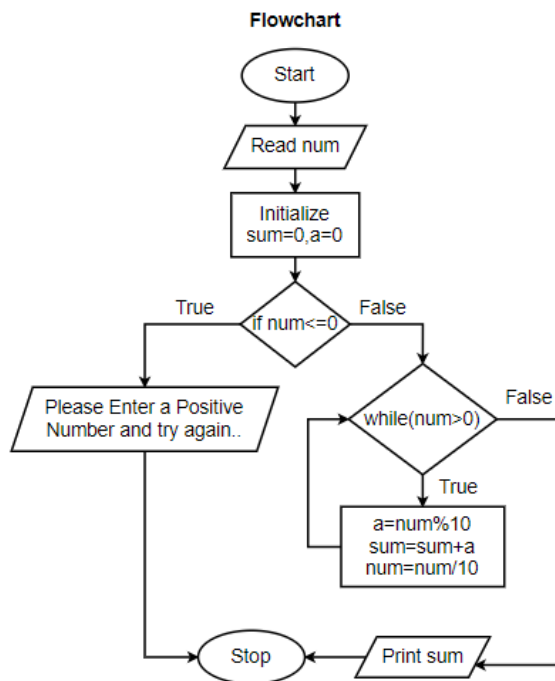 Flowchart
Start
Read num
Initialize
sum=0,a=0
if num<=0
True
False
Please Enter a Positive
Number and try again..
while(num>0)
False
True
a=num%10
sum=sum+a
num=num/10
Stop
Print sum